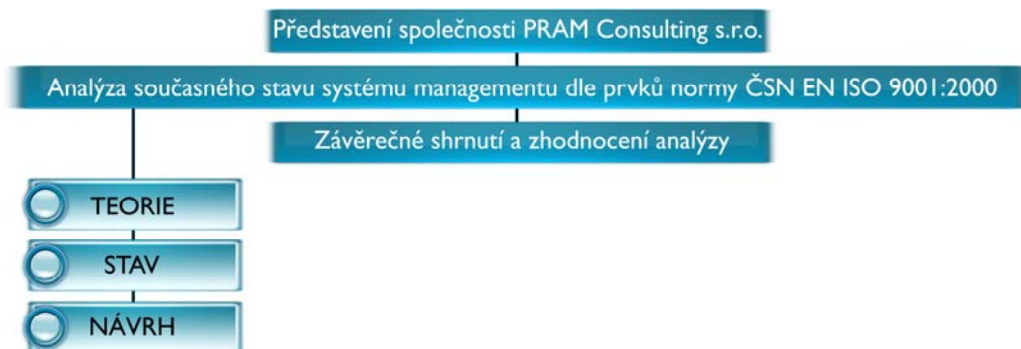 Představení společnosti PRAM Consulting s.r.o.
Analýza současného stavu systému managementu dle prvků normy ČSN EN ISO 9001:2000
Závěrečné shrnutí a zhodnocení analýzy
TEORIE
STAV
NÁVRH